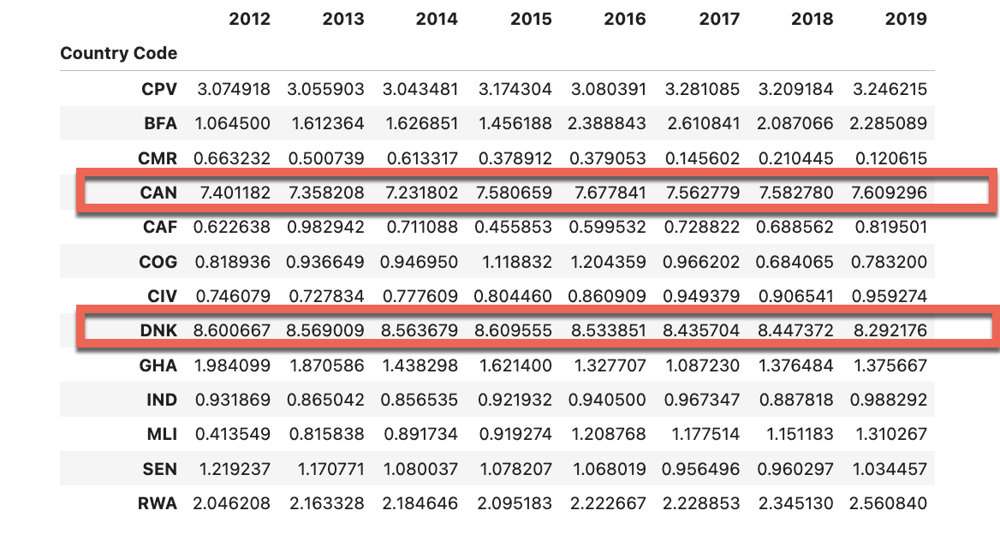 2012 2013 2014 2015 2016 2017 2018 2019
Country Code
CPV 3.074918 3.055903 3.043481 3.174304 3.080391 3.281085 3.209184 3.246215
BFA 1.064500 1.612364 1.626851 1.456188 2.388843 2.610841 2.087066 2.285089
CMR 0.663232 0.500739 0.613317 0.378912 0.379053 0.145602 0.210445 0.120615
CAN 7.401182 7.358208 7.231802 7.580659 7.677841 7.562779 7.582780 7.609296
CAF 0.622638 0.982942 0.711088 0.455853 0.599532 0.728822 0.688562 0.819501
COG 0.818936 0.936649 0.946950 1.118832 1.204359 0.966202 0.684065 0.783200
CIV 0.746079 0.727834 0.777609 0.804460 0.860909 0.949379 0.906541 0.959274
DNK 8.600667 8.569009 8.563679 8.609555 8.533851 8.435704 8.447372 8.292176
GHA 1.984099 1.870586 1.438298 1.621400 1.327707 1.087230 1.376484 1.375667
IND 0.931869 0.865042 0.856535 0.921932 0.940500 0.967347 0.887818 0.988292
MLI 0.413549 0.815838 0.891734 0.919274 1.208768 1.177514 1.151183 1.310267
SEN 1.219237 1.170771 1.080037 1.078207 1.068019 0.956496 0.960297 1.034457
RWA 2.046208 2.163328 2.184646 2.095183 2.222667 2.228853 2.345130 2.560840